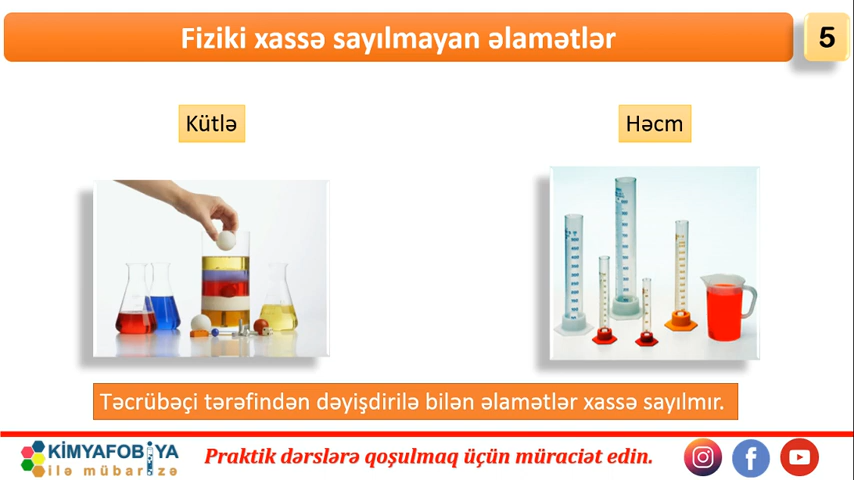 Fiziki xassə sayılmayan əlamətlər
5
Kütlə
Həcm
Təcrübəçi tərəfindən dəyişdirilə bilən əlamətlər xassə sayılmır.
KİMYAFOBİYA
ilə mübarizə
Praktik dərslərə qoşulmaq üçün müraciət edin.